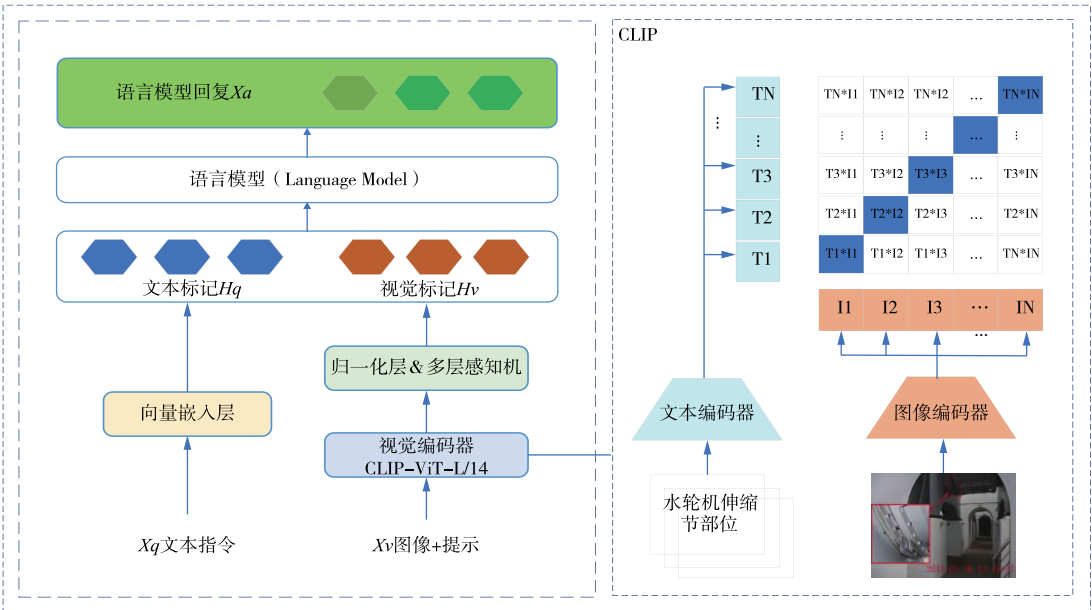 语言模型回复Xa
语言模型（Language Model）
文本标记Hq
视觉标记Hv
归一化层&多层感知机
向量嵌入层
视觉编码器
CLIP-ViT-L/14
Xq文本指令
Xv图像+提示
CLIP
TN
⋮
⋮
T3
T2
T1
TN*I1 TN*I2 TN*I2 … TN*IN
⋮ ⋮ ⋮ … ⋮
T3*I1 T3*I2 T3*I3 … T3*IN
T2*I1 T2*I2 T2*I3 … T2*IN
T1*I1 T1*I2 T1*I3 … TN*IN
I1 I2 I3 … IN
…
文本编码器
图像编码器
水轮机伸缩
节部位